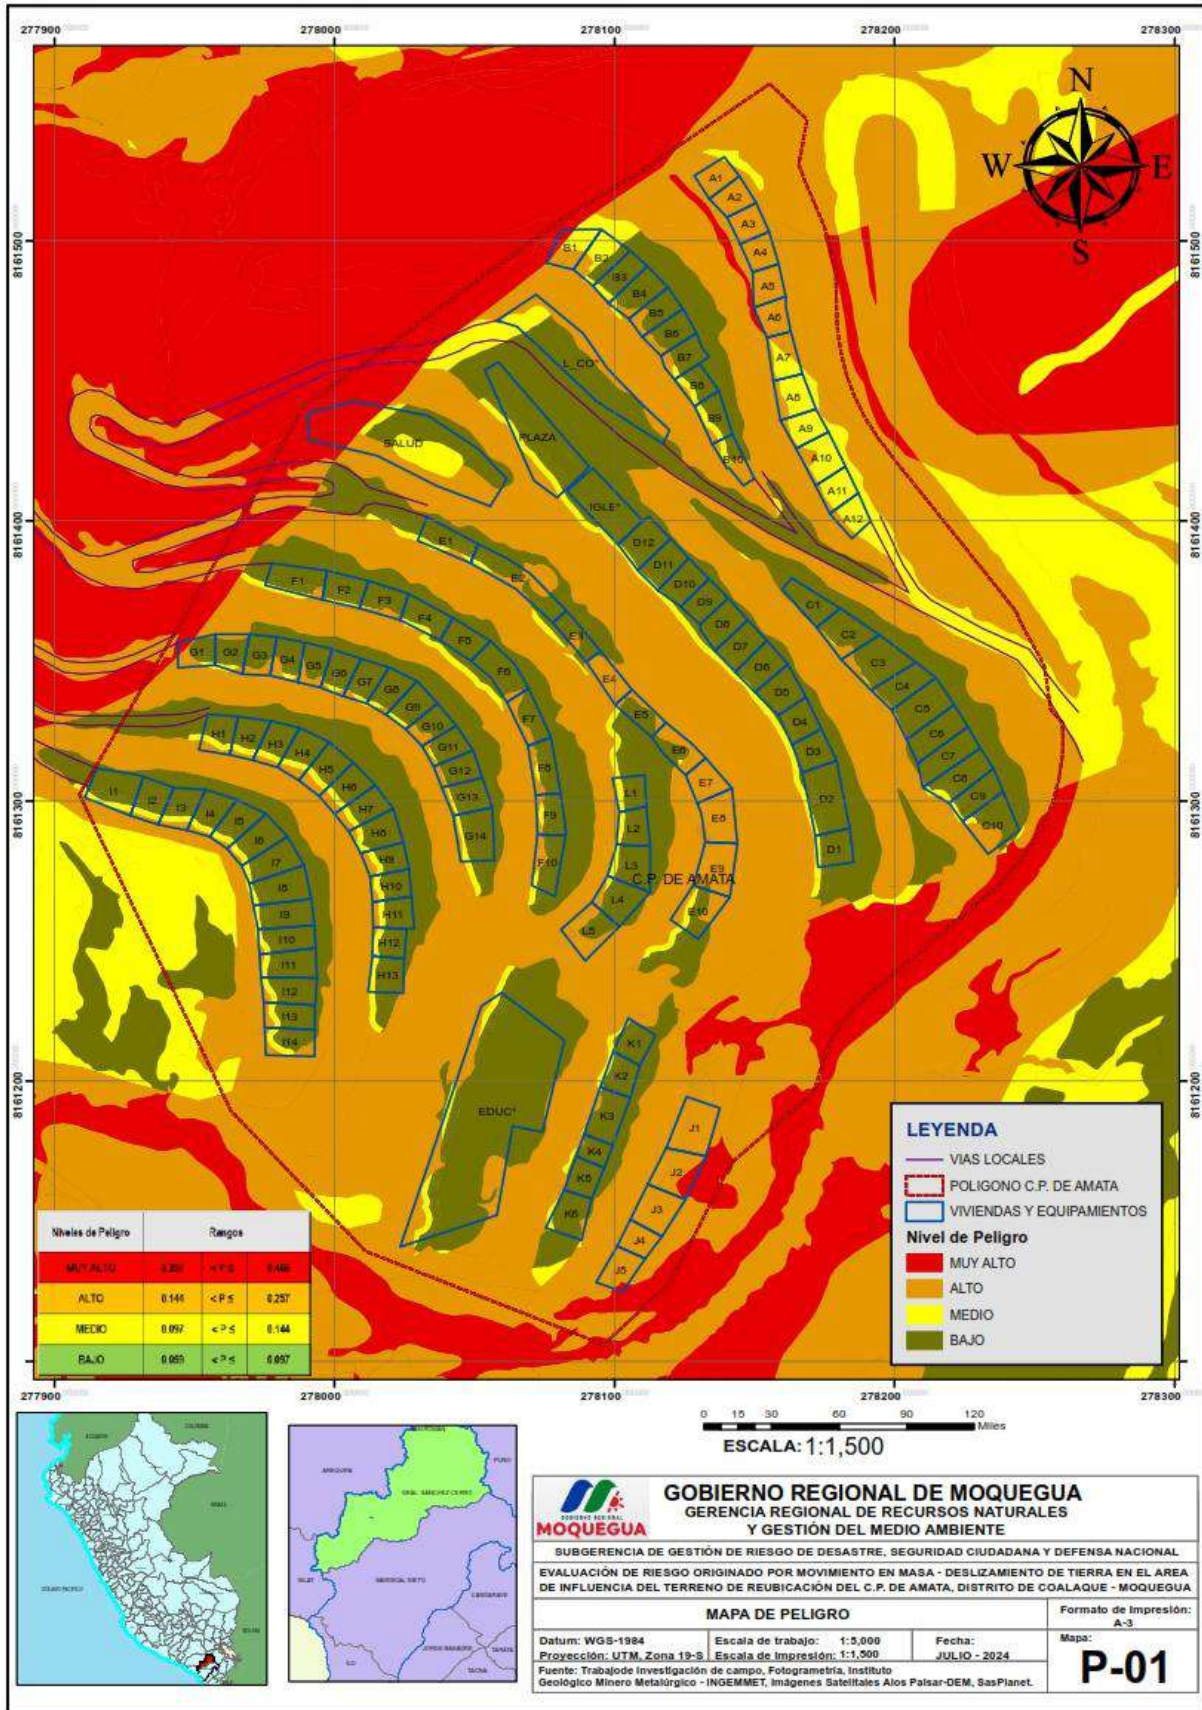 277900
278000
278100
278200
278300
8161500
8161400
8161300
8161200
N
W
E
S
A1
A2
A3
A4
A5
A6
A7
A8
A9
A10
A11
A12
B1
B2
B3
B4
B5
B6
B7
B8
B9
B10
L_CO*
PLAZA
SALUD
IGLE*
D12
D11
D10
D9
D8
D7
D6
D5
D4
D3
D2
D1
C1
C2
C3
C4
C5
C6
C7
C8
C9
C10
E1
E2
E3
E4
E5
E6
E7
E8
E9
E10
F1
F2
F3
F4
F5
F6
F7
F8
F9
F10
G1
G2
G3
G4
G5
G6
G7
G8
G9
G10
G11
G12
G13
G14
H1
H2
H3
H4
H5
H6
H7
H8
H9
H10
H11
H12
H13
I1
I2
I3
I4
I5
I6
I7
I8
I9
I10
I11
I12
I13
I14
L1
L2
L3
L4
L5
C.P. DE AMATA
EDUC*
K1
K2
K3
K4
K5
K6
J1
J2
J3
J4
J5
LEYENDA
VIAS LOCALES
POLIGONO C.P. DE AMATA
VIVIENDAS Y EQUIPAMIENTOS
Nivel de Peligro
MUY ALTO
ALTO
MEDIO
BAJO
Niveles de Peligro Rangos
MUY ALTO
ALTO 0.144 < P ≤ 0.257
MEDIO 0.097 < P ≤ 0.144
BAJO 0.059 < P ≤ 0.097
277900
278000
278100
278200
278300
0 15 30 60 90 120
Miles
ESCALA: 1:1,500
GOBIERNO REGIONAL
MOQUEGUA
GOBIERNO REGIONAL DE MOQUEGUA
GERENCIA REGIONAL DE RECURSOS NATURALES
Y GESTIÓN DEL MEDIO AMBIENTE
SUBGERENCIA DE GESTIÓN DE RIESGO DE DESASTRE, SEGURIDAD CIUDADANA Y DEFENSA NACIONAL
EVALUACIÓN DE RIESGO ORIGINADO POR MOVIMIENTO EN MASA - DESLIZAMIENTO DE TIERRA EN EL AREA
DE INFLUENCIA DEL TERRENO DE REUBICACIÓN DEL C.P. DE AMATA, DISTRITO DE COALAQUE - MOQUEGUA
MAPA DE PELIGRO
Formato de Impresión:
A-3
Datum: WGS-1984 Escala de trabajo: 1:5,000 Fecha:
Proyección: UTM, Zona 19-S Escala de Impresión: 1:1,500 JULIO - 2024
Mapa:
P-01
Fuente: Trabajode investigación de campo, Fotogrametría, Instituto
Geológico Minero Metalúrgico - INGEMMET, Imágenes Satelitales Alos Palsar-DEM, SasPlanet.